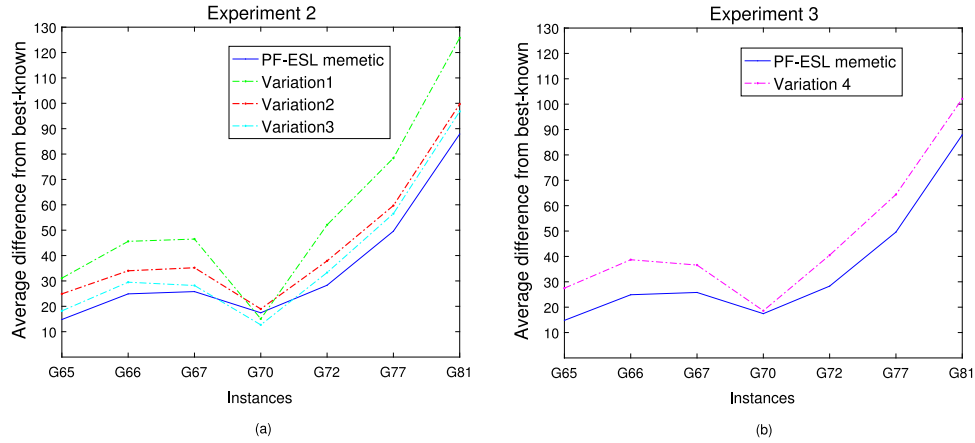 Experiment 2
130
120
110
100
90
80
70
60
50
40
30
20
10
Average difference from best-known
PF-ESL memetic
Variation1
Variation2
Variation3
G65 G66 G67 G70 G72 G77 G81
Instances
(a)
Experiment 3
130
120
110
100
90
80
70
60
50
40
30
20
10
Average difference from best-known
PF-ESL memetic
Variation 4
G65 G66 G67 G70 G72 G77 G81
Instances
(b)